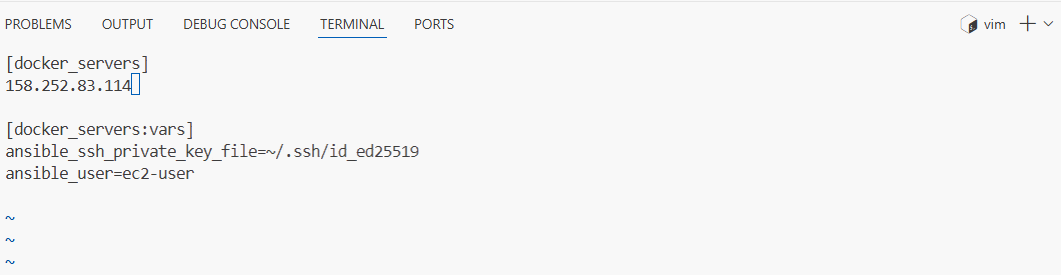 PROBLEMS OUTPUT DEBUG CONSOLE TERMINAL PORTS vim
[docker_servers]
158.252.83.114
[docker_servers:vars]
ansible_ssh_private_key_file=~/.ssh/id_ed25519
ansible_user=ec2-user
~
~
~